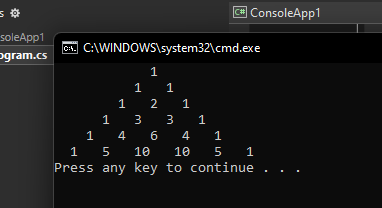 s
ConsoleApp1
soleApp1
ogram.cs
C:\WINDOWS\system32\cmd.exe
1
1 1
1 2 1
1 3 3 1
1 4 6 4 1
1 5 10 10 5 1
Press any key to continue . . .